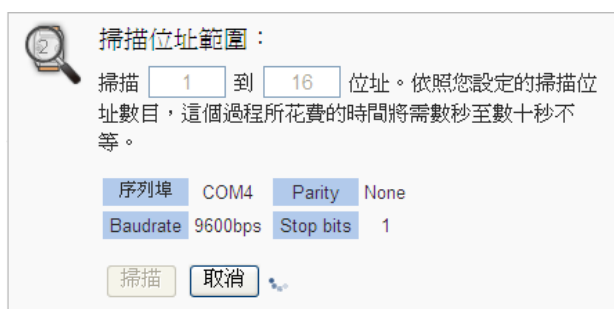 2
掃描位址範圍：
掃描 1 到 16 位址。依照您設定的掃描位
址數目，這個過程所花費的時間將需數秒至數十秒不
等。
序列埠 COM4 Parity None
Baudrate 9600bps Stop bits 1
掃描 取消